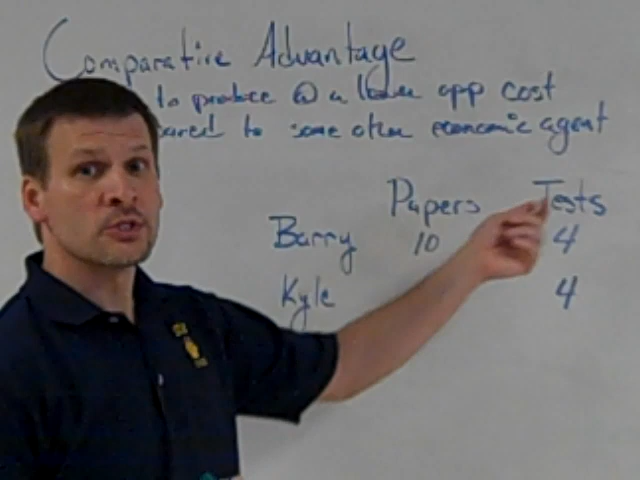 Comparative Advantage
to produce @ a lower opp cost
pared to some other economic agent
Papers Tests
Barry 10 4
Kyle 4